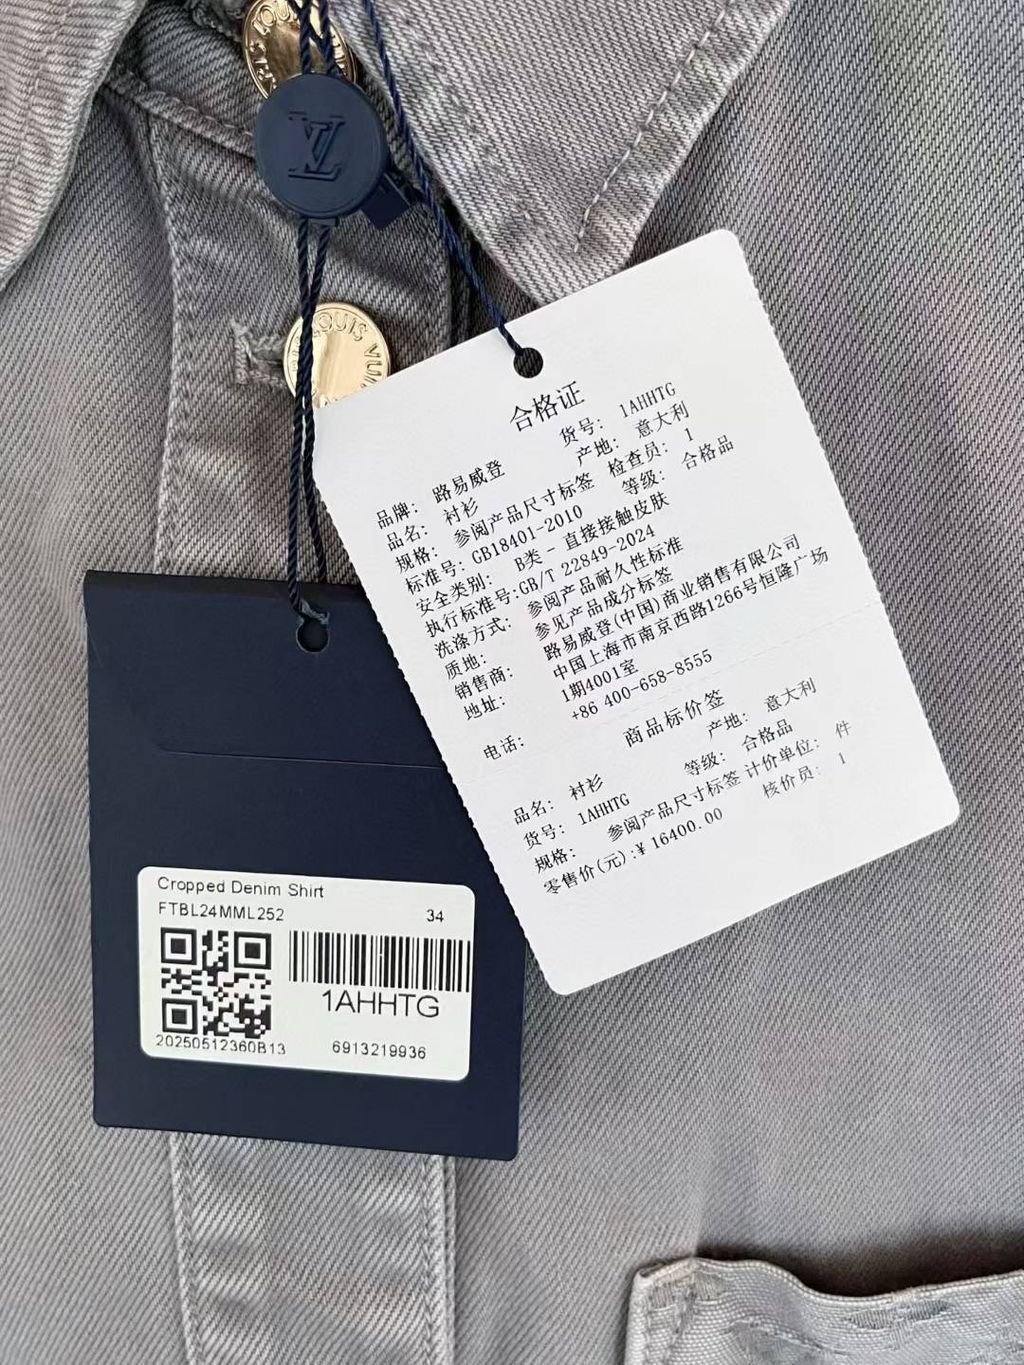 LOUIS VUI
LV
合格证
货号: 1AHHTG
品牌: 路易威登 产地: 意大利
品名: 衬衫 检查员: 1
规格: 参阅产品尺寸标签 等级: 合格品
标准号: GB18401-2010
安全类别: B类-直接接触皮肤
执行标准号:GB/T 22849-2024
洗涤方式: 参阅产品耐久性标准
质地: 参见产品成分标签
销售商: 路易威登(中国)商业销售有限公司
地址: 中国上海市南京西路1266号恒隆广场
1期4001室
电话: +86 400-658-8555
商品标价签
品名: 衬衫 产地: 意大利
货号: 1AHHTG 等级: 合格品
规格: 参阅产品尺寸标签 计价单位: 件
零售价(元):¥16400.00 核价员: 1
Cropped Denim Shirt
FTBL24MML252 34
1AHHTG
20250512360B13 6913219936